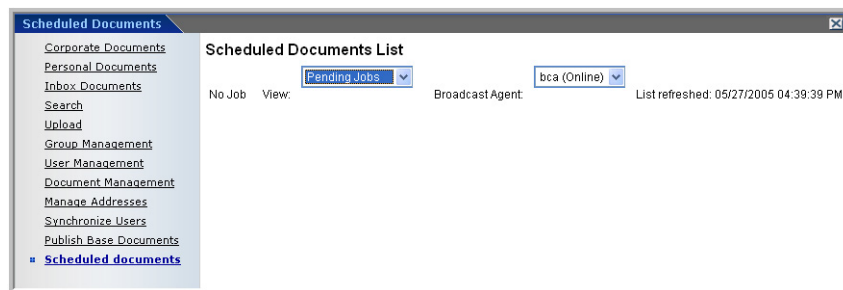 Scheduled Documents
Corporate Documents
Personal Documents
Inbox Documents
Search
Upload
Group Management
User Management
Document Management
Manage Addresses
Synchronize Users
Publish Base Documents
Scheduled documents
Scheduled Documents List
No Job View: Pending Jobs Broadcast Agent: bca (Online) List refreshed: 05/27/2005 04:39:39 PM